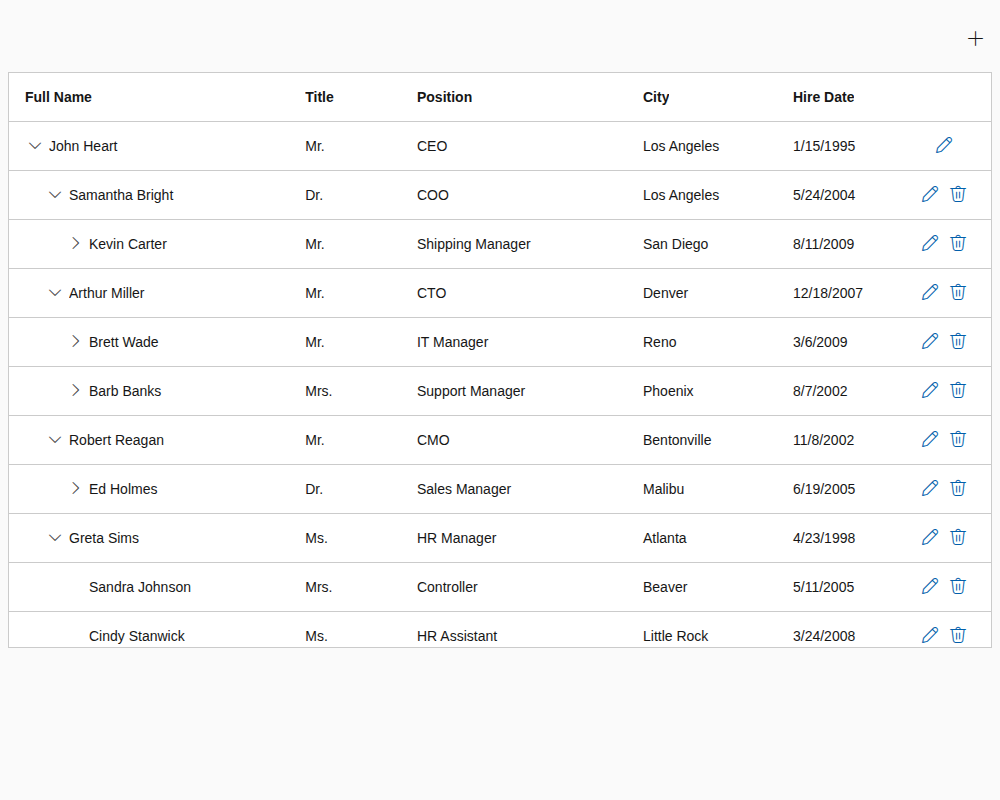 Full Name Title Position City Hire Date
John Heart Mr. CEO Los Angeles 1/15/1995
Samantha Bright Dr. COO Los Angeles 5/24/2004
Kevin Carter Mr. Shipping Manager San Diego 8/11/2009
Arthur Miller Mr. CTO Denver 12/18/2007
Brett Wade Mr. IT Manager Reno 3/6/2009
Barb Banks Mrs. Support Manager Phoenix 8/7/2002
Robert Reagan Mr. CMO Bentonville 11/8/2002
Ed Holmes Dr. Sales Manager Malibu 6/19/2005
Greta Sims Ms. HR Manager Atlanta 4/23/1998
Sandra Johnson Mrs. Controller Beaver 5/11/2005
Cindy Stanwick Ms. HR Assistant Little Rock 3/24/2008